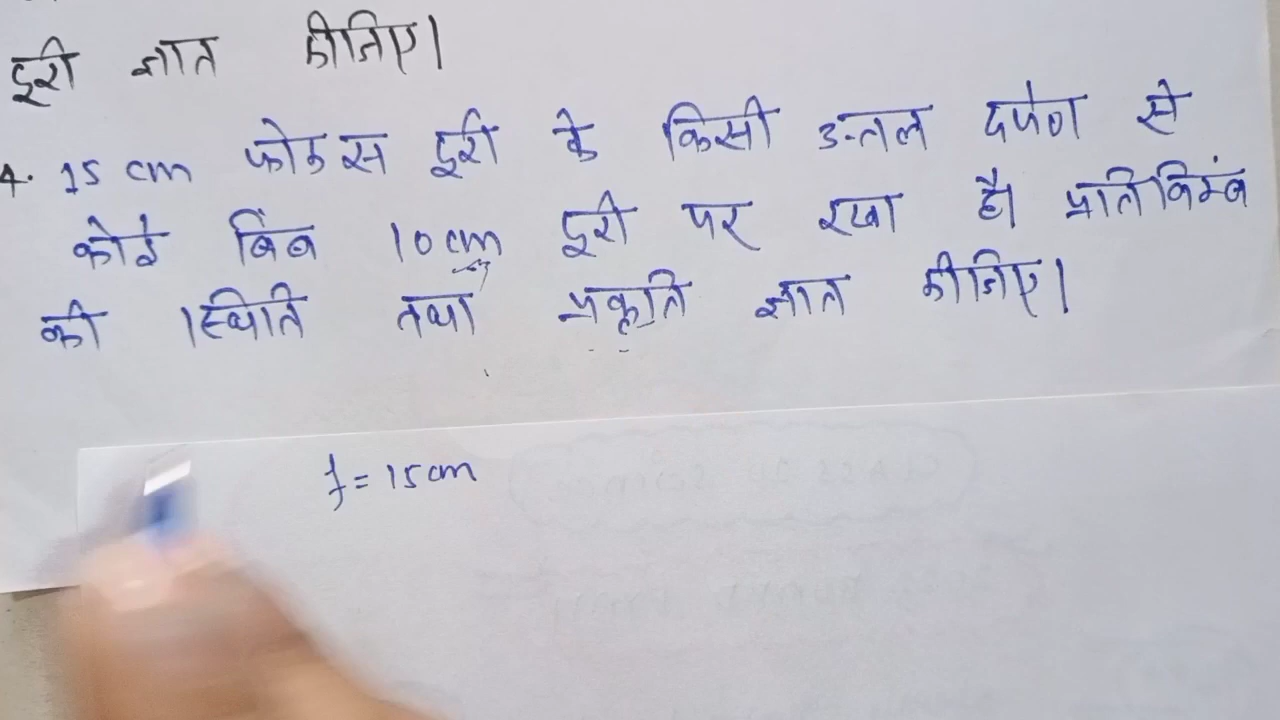 दूरी ज्ञात कीजिए।
4. 15 cm फोकस दूरी के किसी उत्तल दर्पण से
कोई बिंब 10 cm दूरी पर रखा है। प्रतिबिम्ब
की स्थिति तथा प्रकृति ज्ञात कीजिए।
f = 15 cm